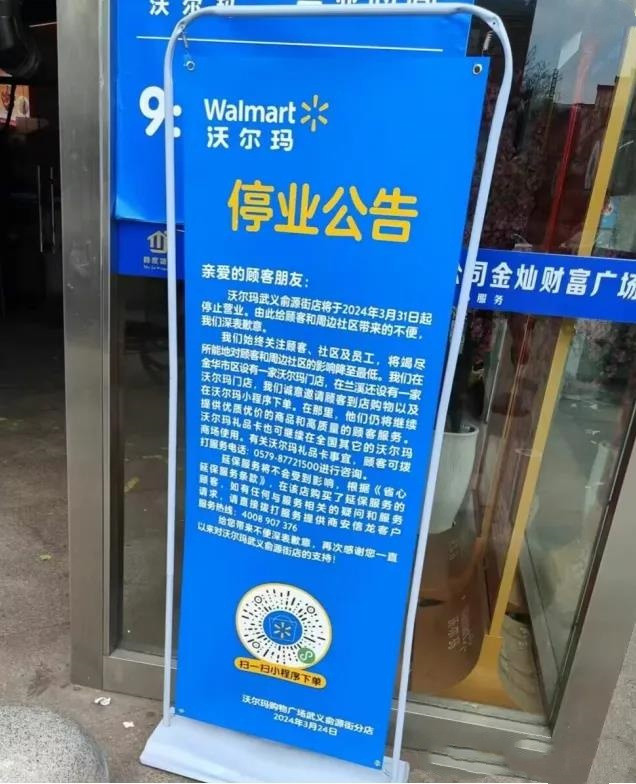 沃尔玛
9:
Walmart
沃尔玛
停业公告
亲爱的顾客朋友：
沃尔玛武义俞源街店将于2024年3月31日起
停止营业。由此给顾客和周边社区带来的不便，
我们深表歉意。
我们始终关注顾客、社区及员工，将竭尽
所能地对顾客和周边社区的影响降至最低。我们在
金华市区设有一家沃尔玛门店，在兰溪还设有一家
沃尔玛门店，我们诚意邀请顾客到店购物以及
在沃尔玛小程序下单。在那里，他们仍将继续
提供优质优价的商品和高质量的顾客服务。
沃尔玛礼品卡也可继续在全国其它的沃尔玛
商场使用。有关沃尔玛礼品卡事宜，顾客可拨
打服务电话：0579-87721500进行咨询。
延保服务将不会受到影响，根据《省心
延保服务条款》，在该店购买了延保服务的
顾客，如有任何与服务相关的疑问和服务
请求，请直接拨打服务提供商安信龙客户
服务热线：4008 907 376
给您带来不便深表歉意，再次感谢您一直
以来对沃尔玛武义俞源街店的支持！
扫一扫小程序下单
沃尔玛购物广场武义俞源街分店
2024年3月24日
公司金灿财富广场
服务